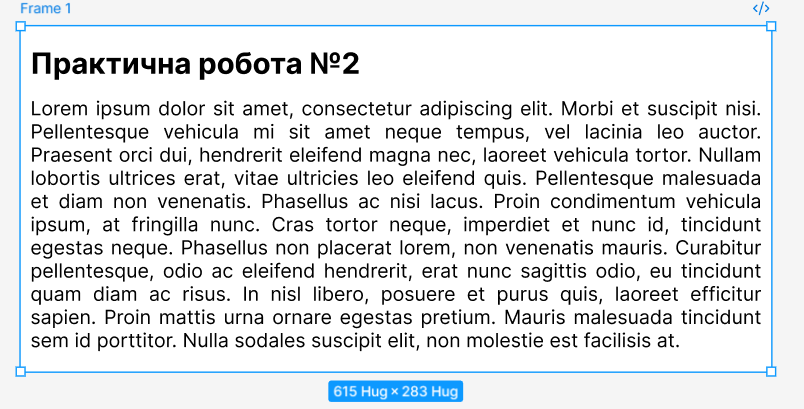 Frame 1
</>
Практична робота №2
Lorem ipsum dolor sit amet, consectetur adipiscing elit. Morbi et suscipit nisi.
Pellentesque vehicula mi sit amet neque tempus, vel lacinia leo auctor.
Praesent orci dui, hendrerit eleifend magna nec, laoreet vehicula tortor. Nullam
lobortis ultrices erat, vitae ultricies leo eleifend quis. Pellentesque malesuada
et diam non venenatis. Phasellus ac nisi lacus. Proin condimentum vehicula
ipsum, at fringilla nunc. Cras tortor neque, imperdiet et nunc id, tincidunt
egestas neque. Phasellus non placerat lorem, non venenatis mauris. Curabitur
pellentesque, odio ac eleifend hendrerit, erat nunc sagittis odio, eu tincidunt
quam diam ac risus. In nisl libero, posuere et purus quis, laoreet efficitur
sapien. Proin mattis urna ornare egestas pretium. Mauris malesuada tincidunt
sem id porttitor. Nulla sodales suscipit elit, non molestie est facilisis at.
615 Hug × 283 Hug